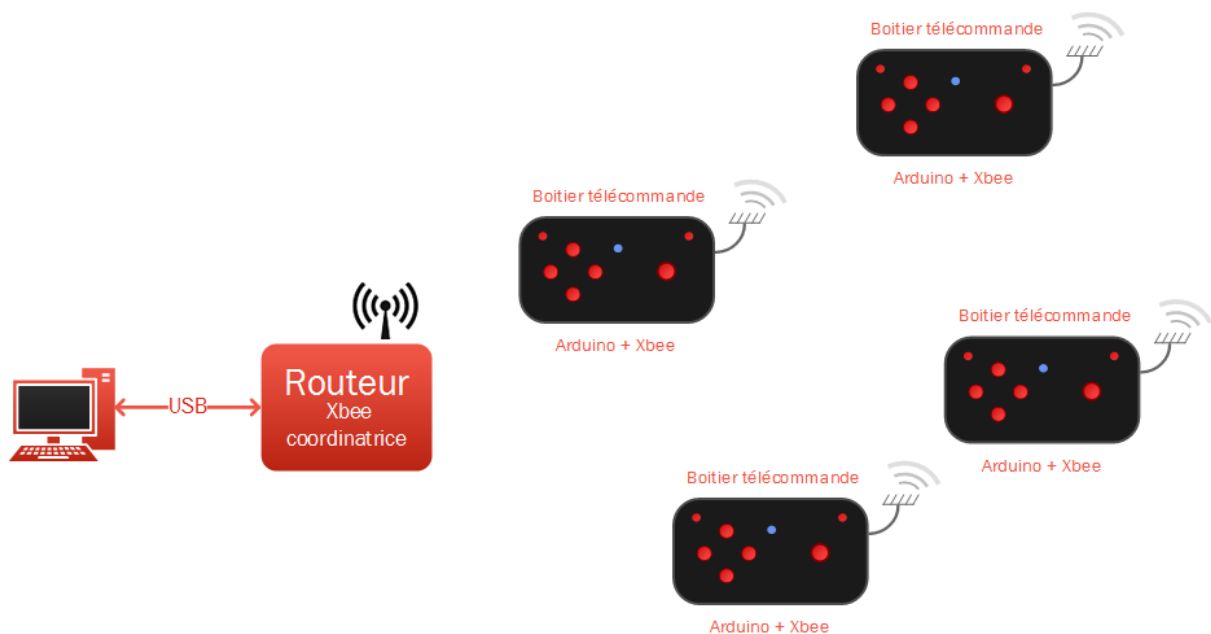 Boitier télécommande
Arduino + Xbee
Boitier télécommande
Arduino + Xbee
Boitier télécommande
Arduino + Xbee
USB
Routeur
Xbee
coordinatrice
Boitier télécommande
Arduino + Xbee